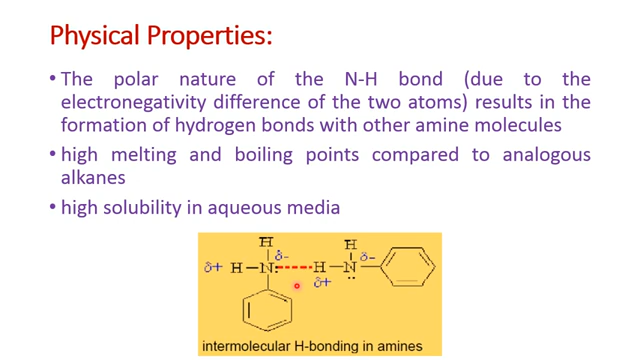 Physical Properties:
• The polar nature of the N-H bond (due to the
electronegativity difference of the two atoms) results in the
formation of hydrogen bonds with other amine molecules
• high melting and boiling points compared to analogous
alkanes
• high solubility in aqueous media
H H
δ- δ-
δ+ H N: H N
δ+
intermolecular H-bonding in amines